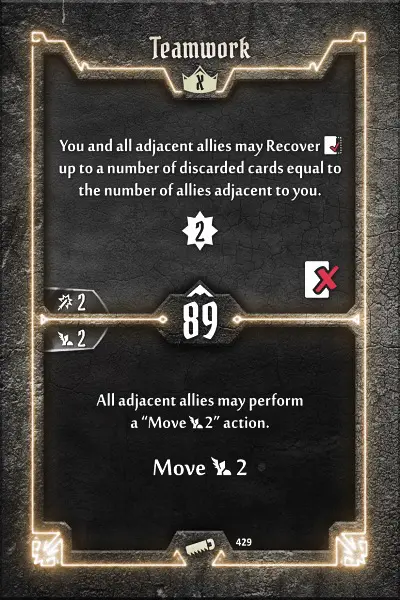 Teamwork
X
You and all adjacent allies may Recover
up to a number of discarded cards equal to
the number of allies adjacent to you.
2
2
89
2
All adjacent allies may perform
a “Move 2” action.
Move 2
429